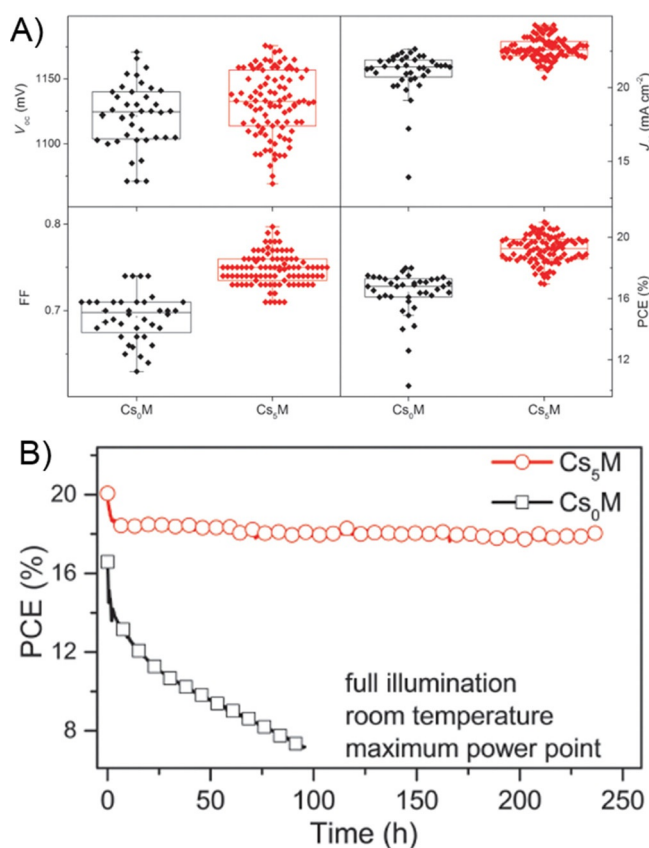 A)
V_oc (mV)
1150
1100
20
15
J (mA cm⁻²)
FF
0.8
0.7
20
16
12
PCE (%)
Cs₀M
Cs₅M
Cs₀M
Cs₅M
B)
PCE (%)
20
16
12
8
Cs₅M
Cs₀M
full illumination
room temperature
maximum power point
0
50
100
150
200
250
Time (h)